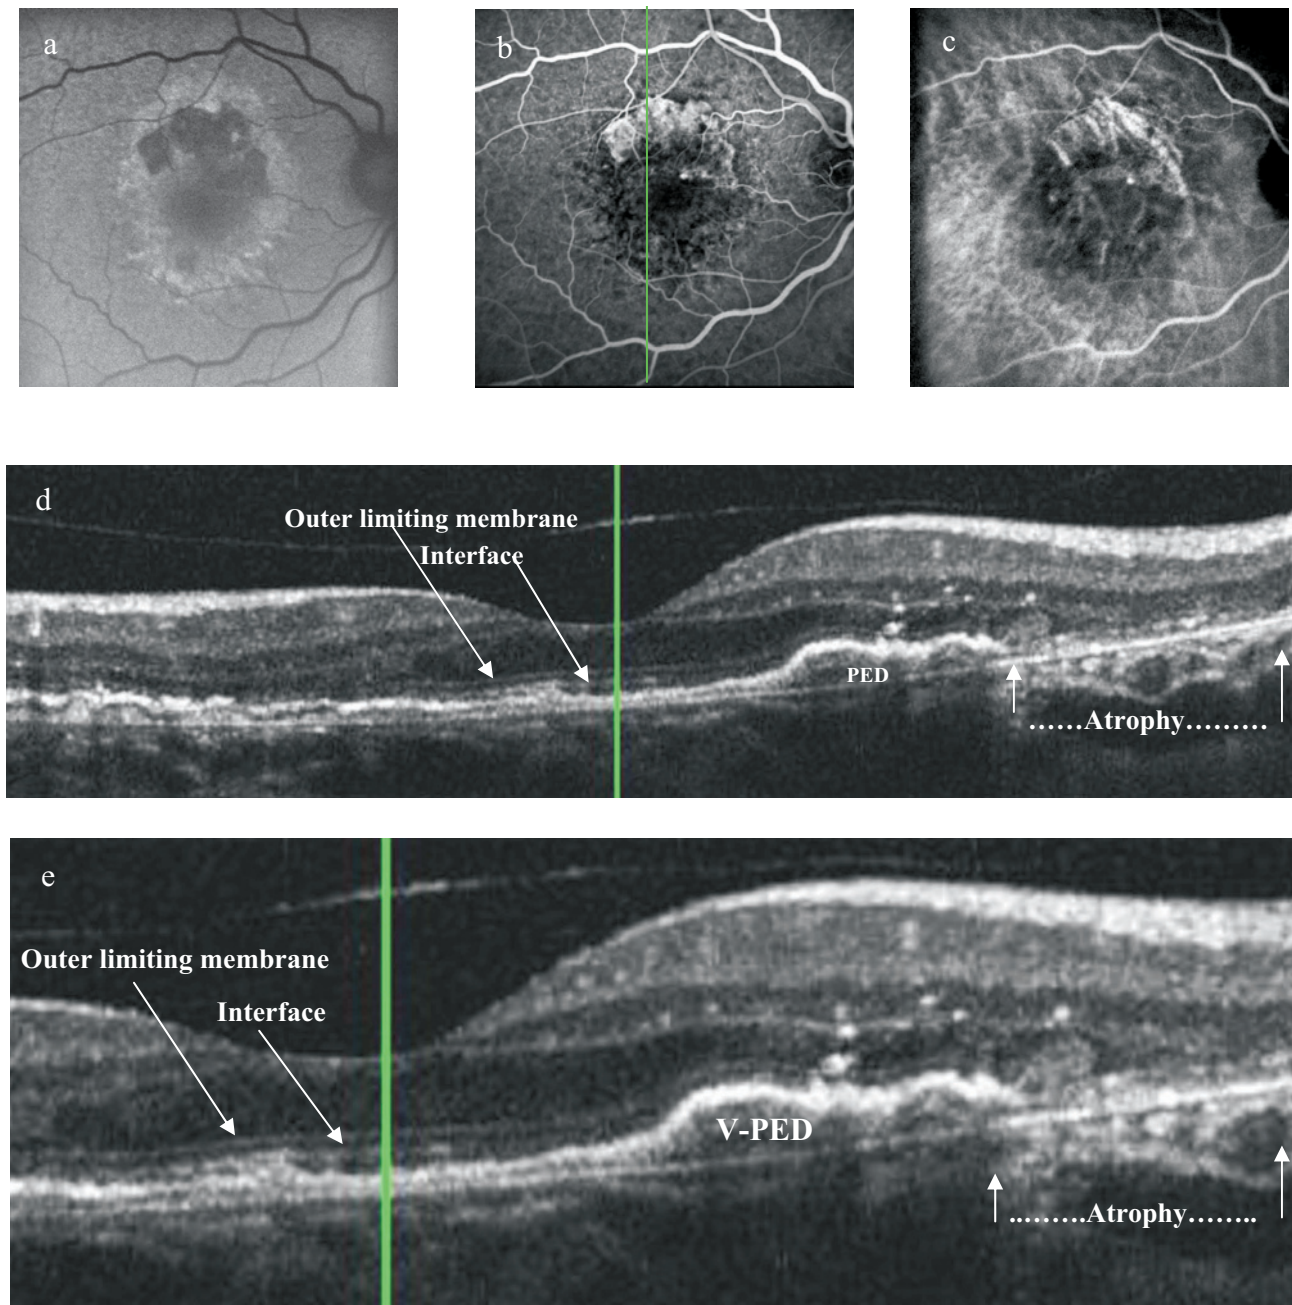 a
b
c
d
Outer limiting membrane
Interface
PED
……Atrophy………
e
Outer limiting membrane
Interface
V-PED
...…….Atrophy……..